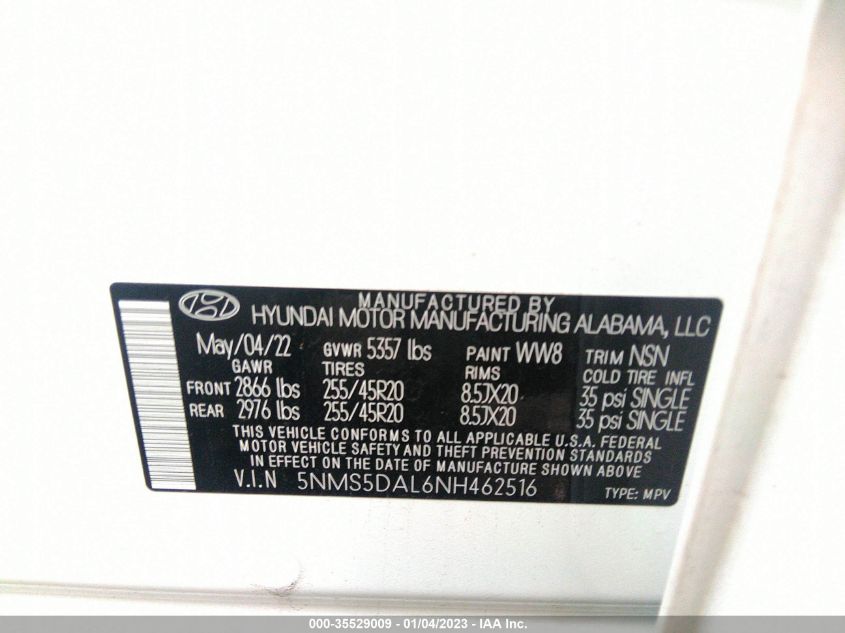 MANUFACTURED BY
HYUNDAI MOTOR MANUFACTURING ALABAMA, LLC
May/04/22 GVWR 5357 lbs PAINT WW8 TRIM NSN
GAWR TIRES RIMS COLD TIRE INFL
FRONT 2866 lbs 255/45R20 8.5JX20 35 psi SINGLE
REAR 2976 lbs 255/45R20 8.5JX20 35 psi SINGLE
THIS VEHICLE CONFORMS TO ALL APPLICABLE U.S.A. FEDERAL
MOTOR VEHICLE SAFETY AND THEFT PREVENTION STANDARDS
IN EFFECT ON THE DATE OF MANUFACTURE SHOWN ABOVE
V.I.N 5NMS5DAL6NH462516 TYPE: MPV
000-35529009 - 01/04/2023 - IAA Inc.